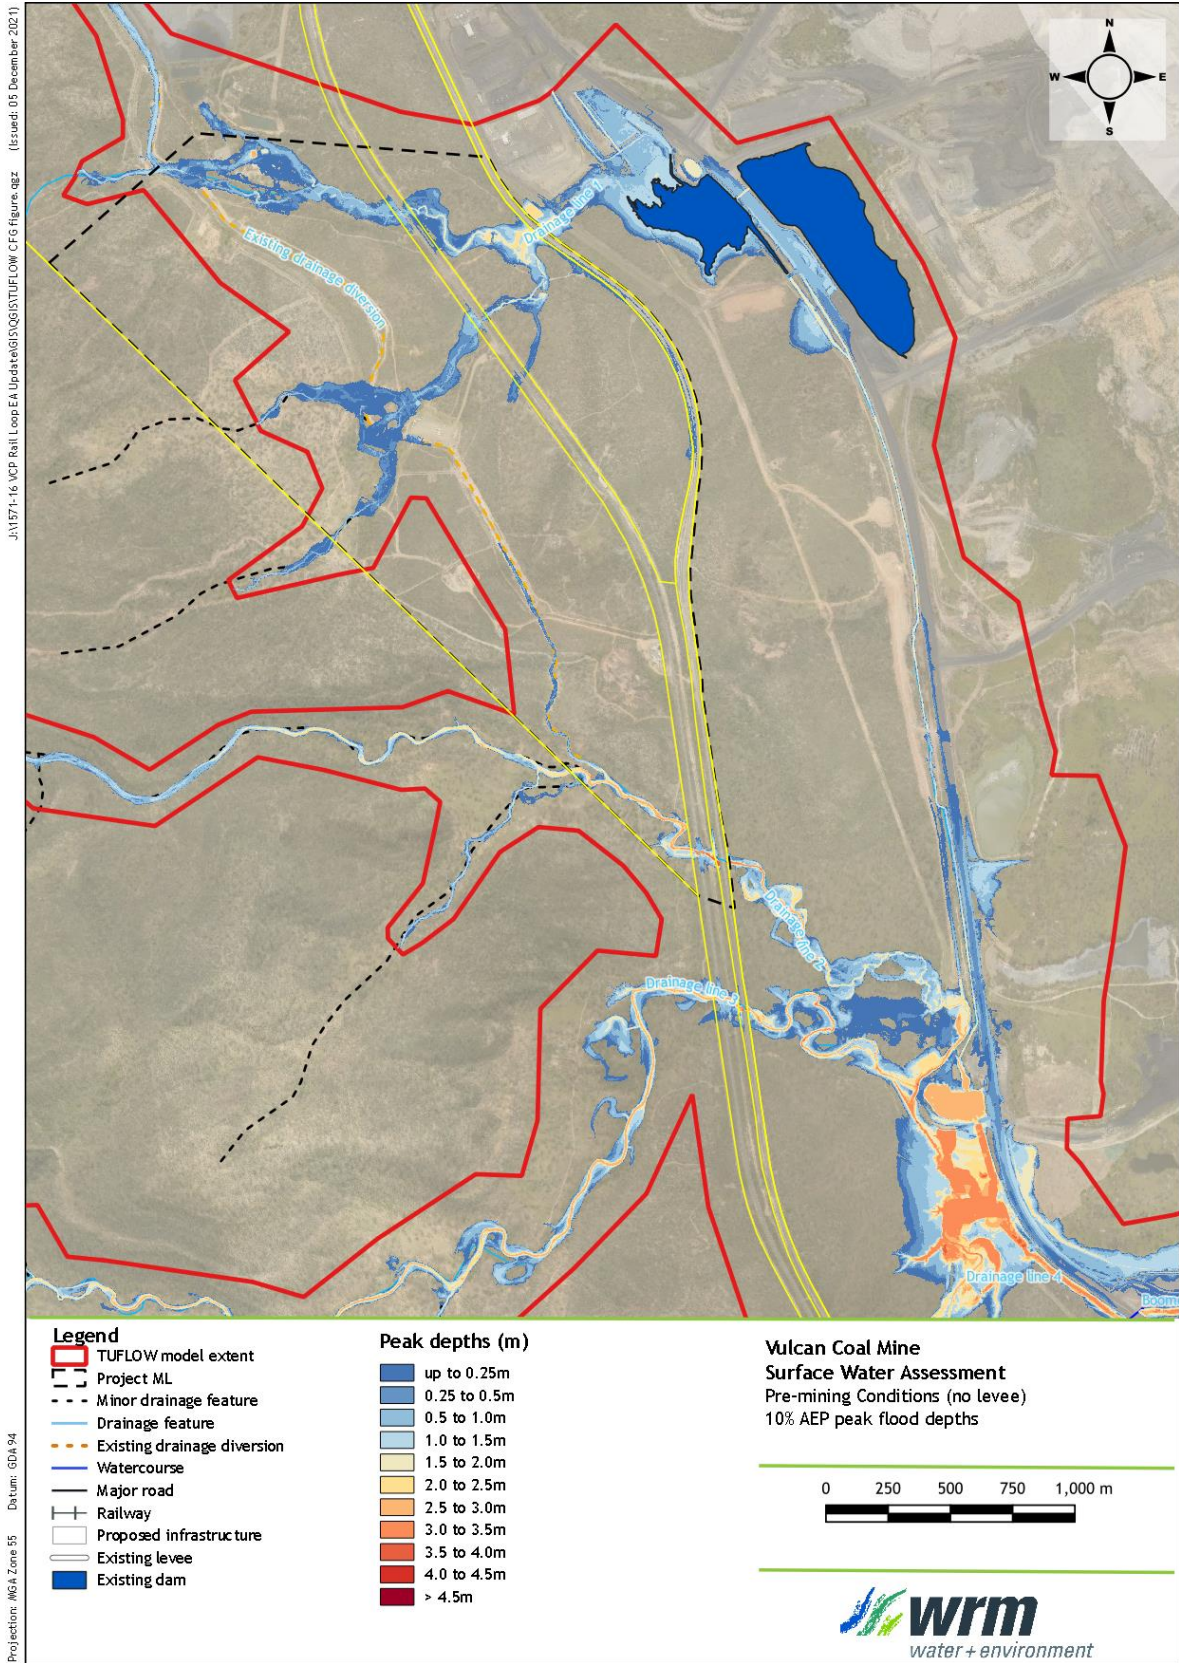 J:\1571-16 VCP Rail Loop EA Update\GIS\QGIS\TUFLOW CFG figure.qgz (Issued: 05 December 2021)
N
W
E
S
Drainage line 1
Existing drainage diversion
Drainage line 2
Drainage line 3
Drainage line 4
Boom
Projection: MGA Zone 55 Datum: GDA 94
Legend
TUFLOW model extent
Project ML
Minor drainage feature
Drainage feature
Existing drainage diversion
Watercourse
Major road
Railway
Proposed infrastructure
Existing levee
Existing dam
Peak depths (m)
up to 0.25m
0.25 to 0.5m
0.5 to 1.0m
1.0 to 1.5m
1.5 to 2.0m
2.0 to 2.5m
2.5 to 3.0m
3.0 to 3.5m
3.5 to 4.0m
4.0 to 4.5m
> 4.5m
Vulcan Coal Mine
Surface Water Assessment
Pre-mining Conditions (no levee)
10% AEP peak flood depths
0 250 500 750 1,000 m
wrm
water + environment